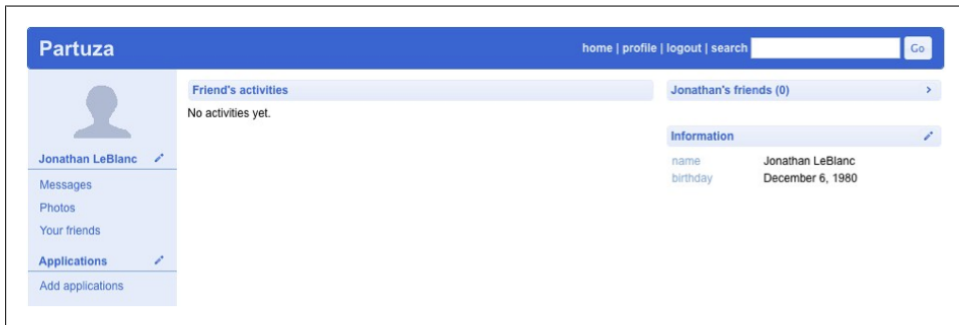 Partuza
home | profile | logout | search Go
Jonathan LeBlanc
Messages
Photos
Your friends
Applications
Add applications
Friend's activities
No activities yet.
Jonathan's friends (0)
Information
name Jonathan LeBlanc
birthday December 6, 1980